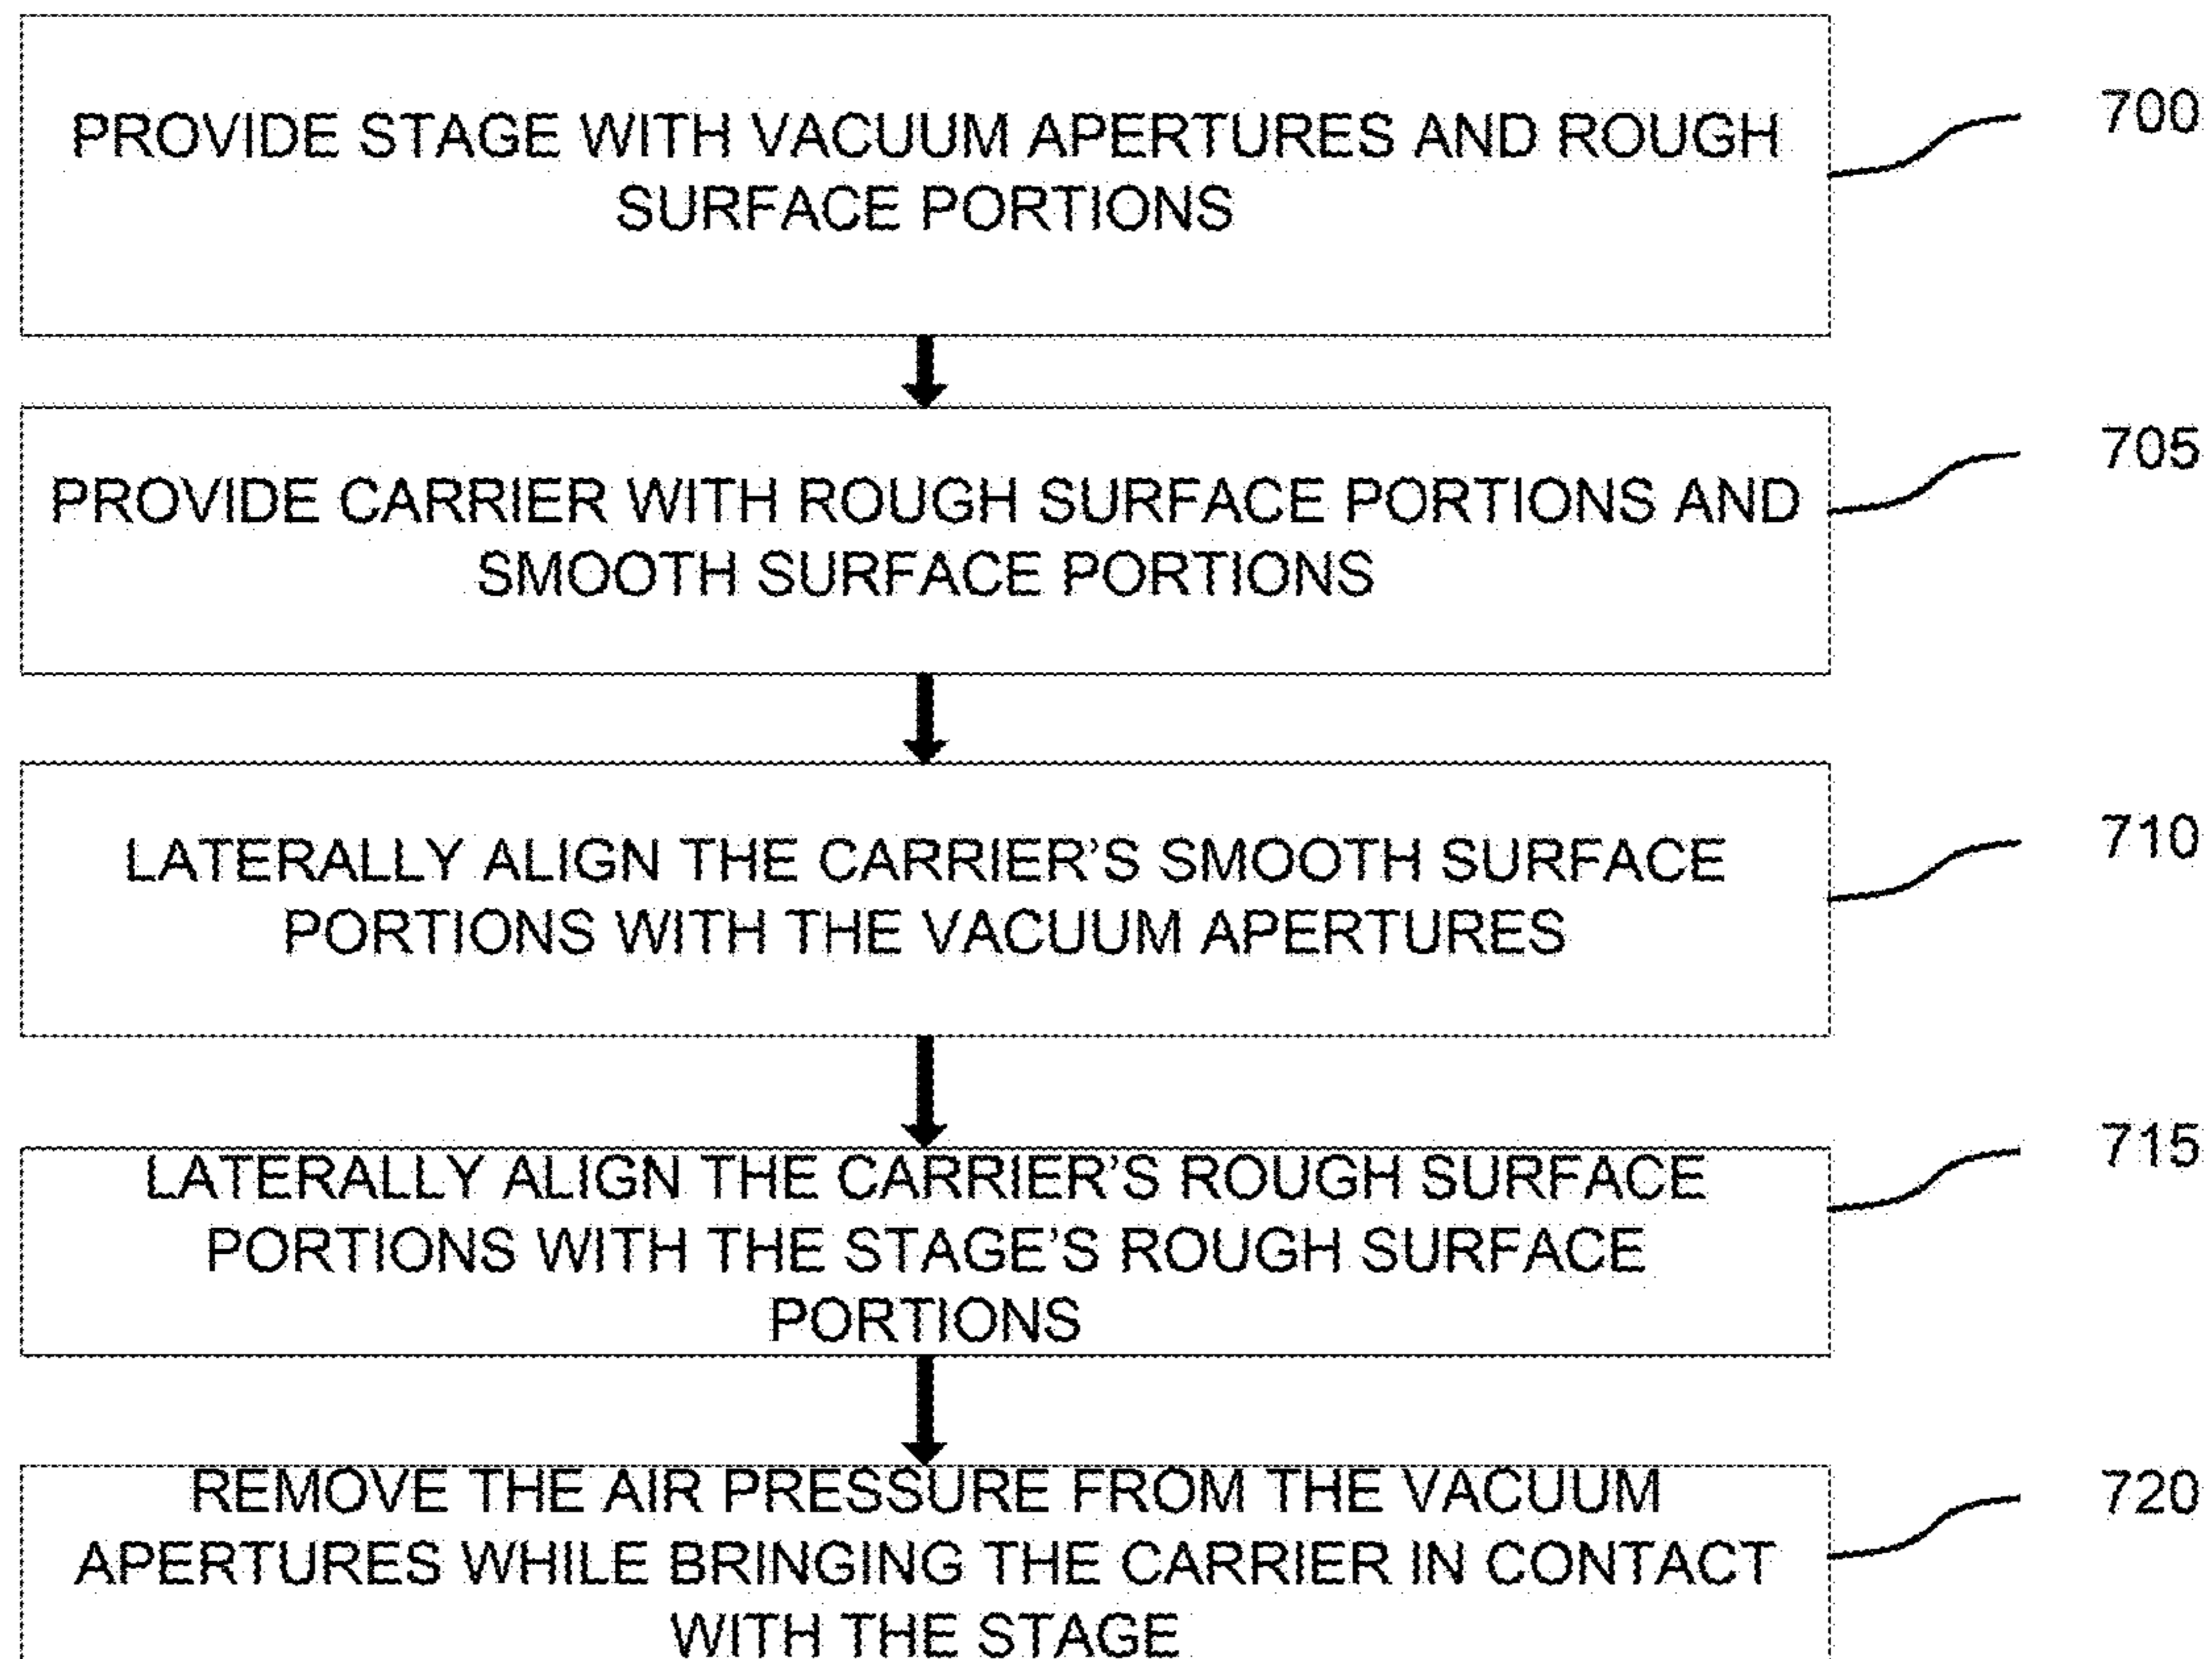 PROVIDE STAGE WITH VACUUM APERTURES AND ROUGH
SURFACE PORTIONS
700
PROVIDE CARRIER WITH ROUGH SURFACE PORTIONS AND
SMOOTH SURFACE PORTIONS
705
LATERALLY ALIGN THE CARRIER'S SMOOTH SURFACE
PORTIONS WITH THE VACUUM APERTURES
710
LATERALLY ALIGN THE CARRIER'S ROUGH SURFACE
PORTIONS WITH THE STAGE'S ROUGH SURFACE
PORTIONS
715
REMOVE THE AIR PRESSURE FROM THE VACUUM
APERTURES WHILE BRINGING THE CARRIER IN CONTACT
WITH THE STAGE
720